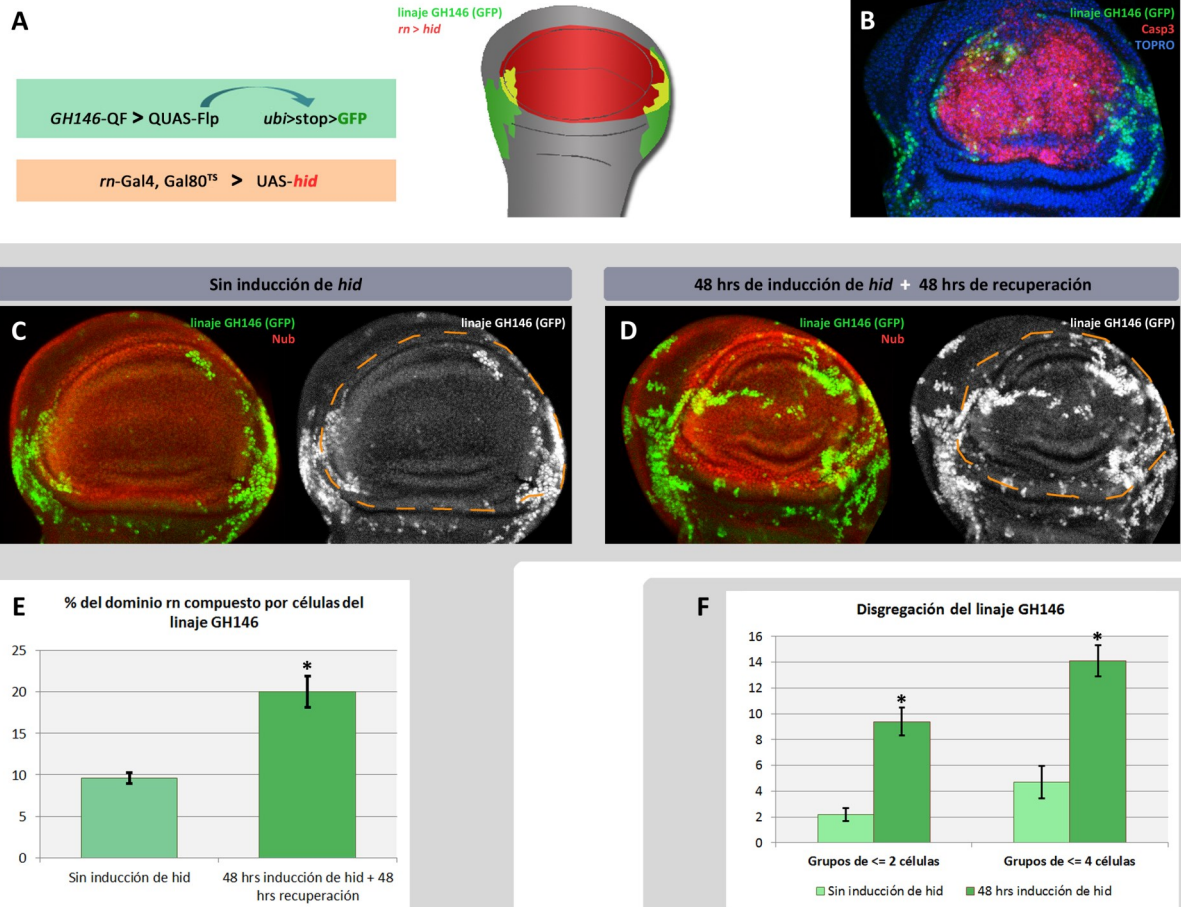 A
linaje GH146 (GFP)
rn > hid
GH146-QF > QUAS-Flp ubi>stop>GFP
rn-Gal4, Gal80TS > UAS-hid
B
linaje GH146 (GFP)
Casp3
TOPRO
Sin inducción de hid
48 hrs de inducción de hid + 48 hrs de recuperación
C
linaje GH146 (GFP)
Nub
linaje GH146 (GFP)
D
linaje GH146 (GFP)
Nub
linaje GH146 (GFP)
E
% del dominio rn compuesto por células del
linaje GH146
25
20
15
10
5
0
*
Sin inducción de hid
48 hrs inducción de hid + 48
hrs recuperación
F
Disgregación del linaje GH146
16
14
12
10
8
6
4
2
0
*
*
Grupos de <= 2 células
Grupos de <= 4 células
Sin inducción de hid
48 hrs inducción de hid